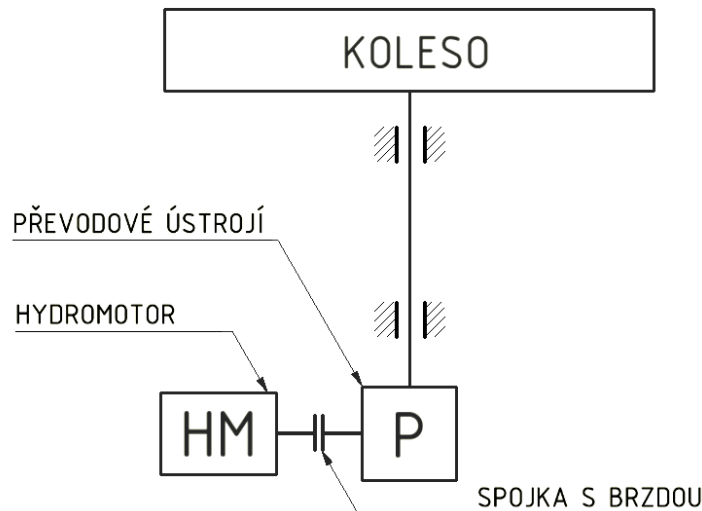 KOLESO
PŘEVODOVÉ ÚSTROJÍ
HYDROMOTOR
HM
P
SPOJKA S BRZDOU